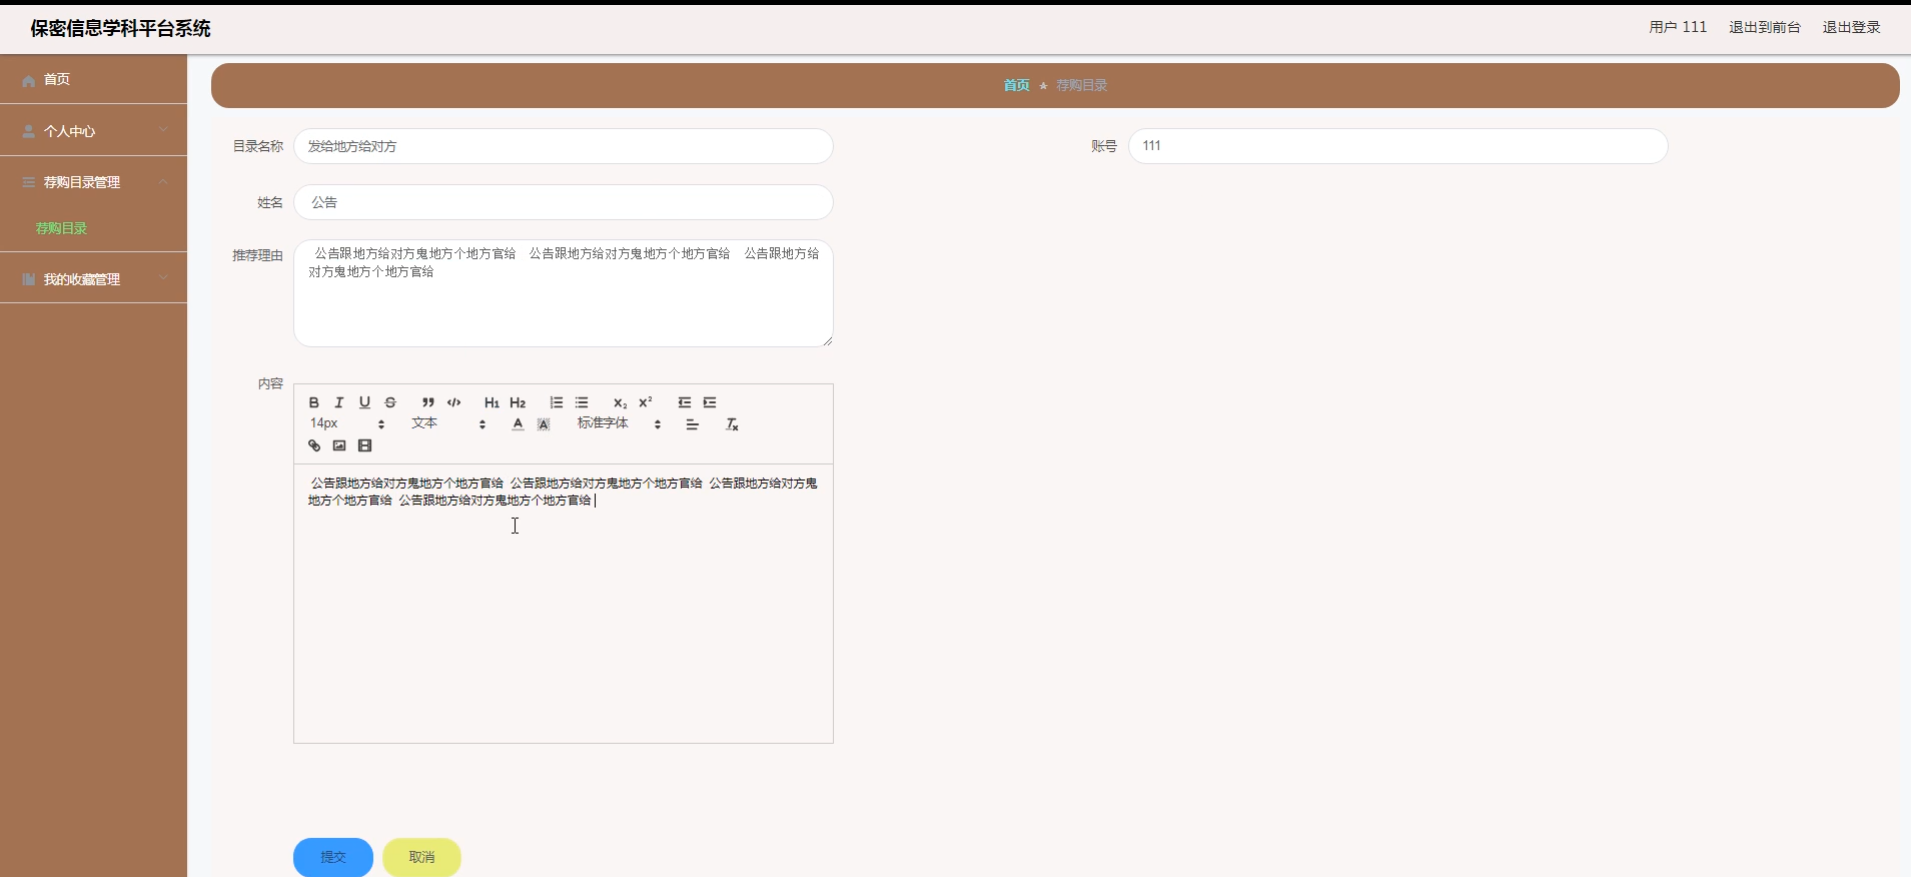 保密信息学科平台系统
用户 111 退出到前台 退出登录
首页
个人中心
荐购目录管理
荐购目录
我的收藏管理
首页 荐购目录
目录名称 发给地方给对方
账号 111
姓名 公告
推荐理由 公告跟地方给对方鬼地方个地方官给 公告跟地方给对方鬼地方个地方官给 公告跟地方给
对方鬼地方个地方官给
内容
B I U S ” </> H1 H2 x₂ x²
14px 文本 A A 标准字体 Tx
公告跟地方给对方鬼地方个地方官给 公告跟地方给对方鬼地方个地方官给 公告跟地方给对方鬼
地方个地方官给 公告跟地方给对方鬼地方个地方官给
提交 取消